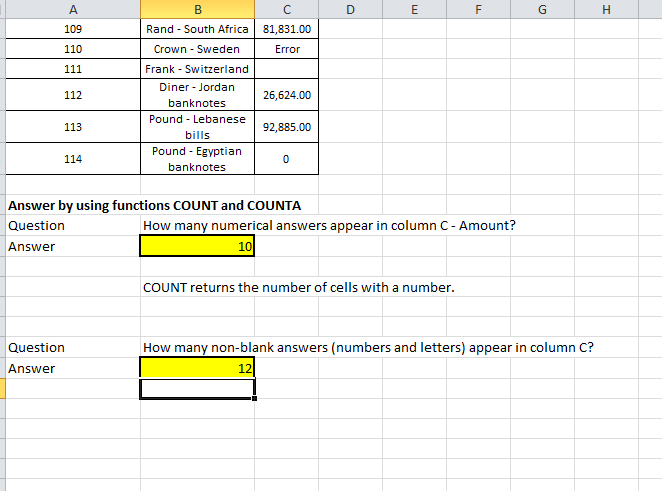 A B C D E F G H
109 Rand - South Africa 81,831.00
110 Crown - Sweden Error
111 Frank - Switzerland
112 Diner - Jordan banknotes 26,624.00
113 Pound - Lebanese bills 92,885.00
114 Pound - Egyptian banknotes 0
Answer by using functions COUNT and COUNTA
Question How many numerical answers appear in column C - Amount?
Answer 10
COUNT returns the number of cells with a number.
Question How many non-blank answers (numbers and letters) appear in column C?
Answer 12